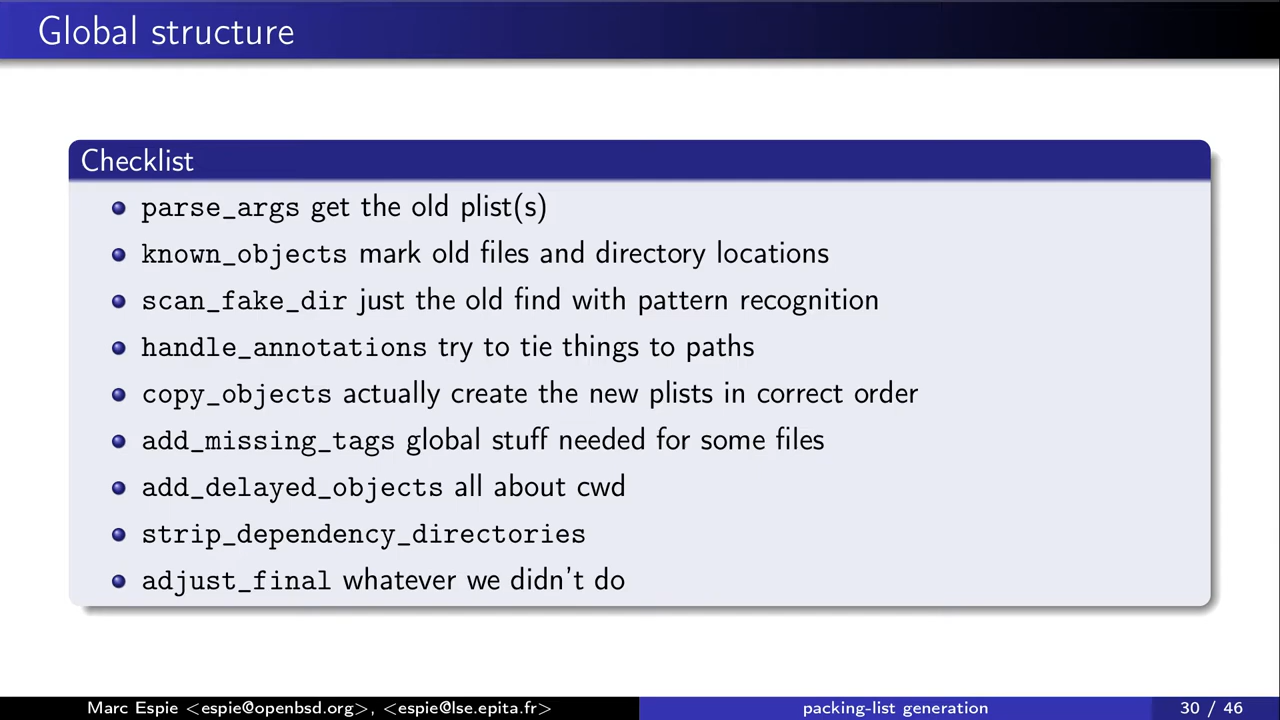 Global structure
Checklist
parse_args get the old plist(s)
known_objects mark old files and directory locations
scan_fake_dir just the old find with pattern recognition
handle_annotations try to tie things to paths
copy_objects actually create the new plists in correct order
add_missing_tags global stuff needed for some files
add_delayed_objects all about cwd
strip_dependency_directories
adjust_final whatever we didn't do
Marc Espie <espie@openbsd.org>, <espie@lse.epita.fr> packing-list generation 30 / 46